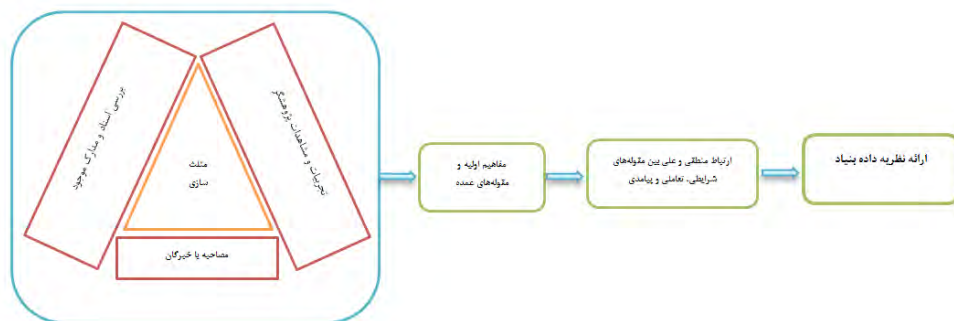 بررسی اسناد و مدارک موجود
تجربیات و مشاهدات پژوهشگر
مثلث
سازی
مصاحبه با خبرگان
مفاهیم اولیه و
مقوله‌های عمده
ارتباط منطقی و علی بین مقوله‌های
شرایطی، تعاملی و پیامدی
ارائه نظریه داده بنیاد